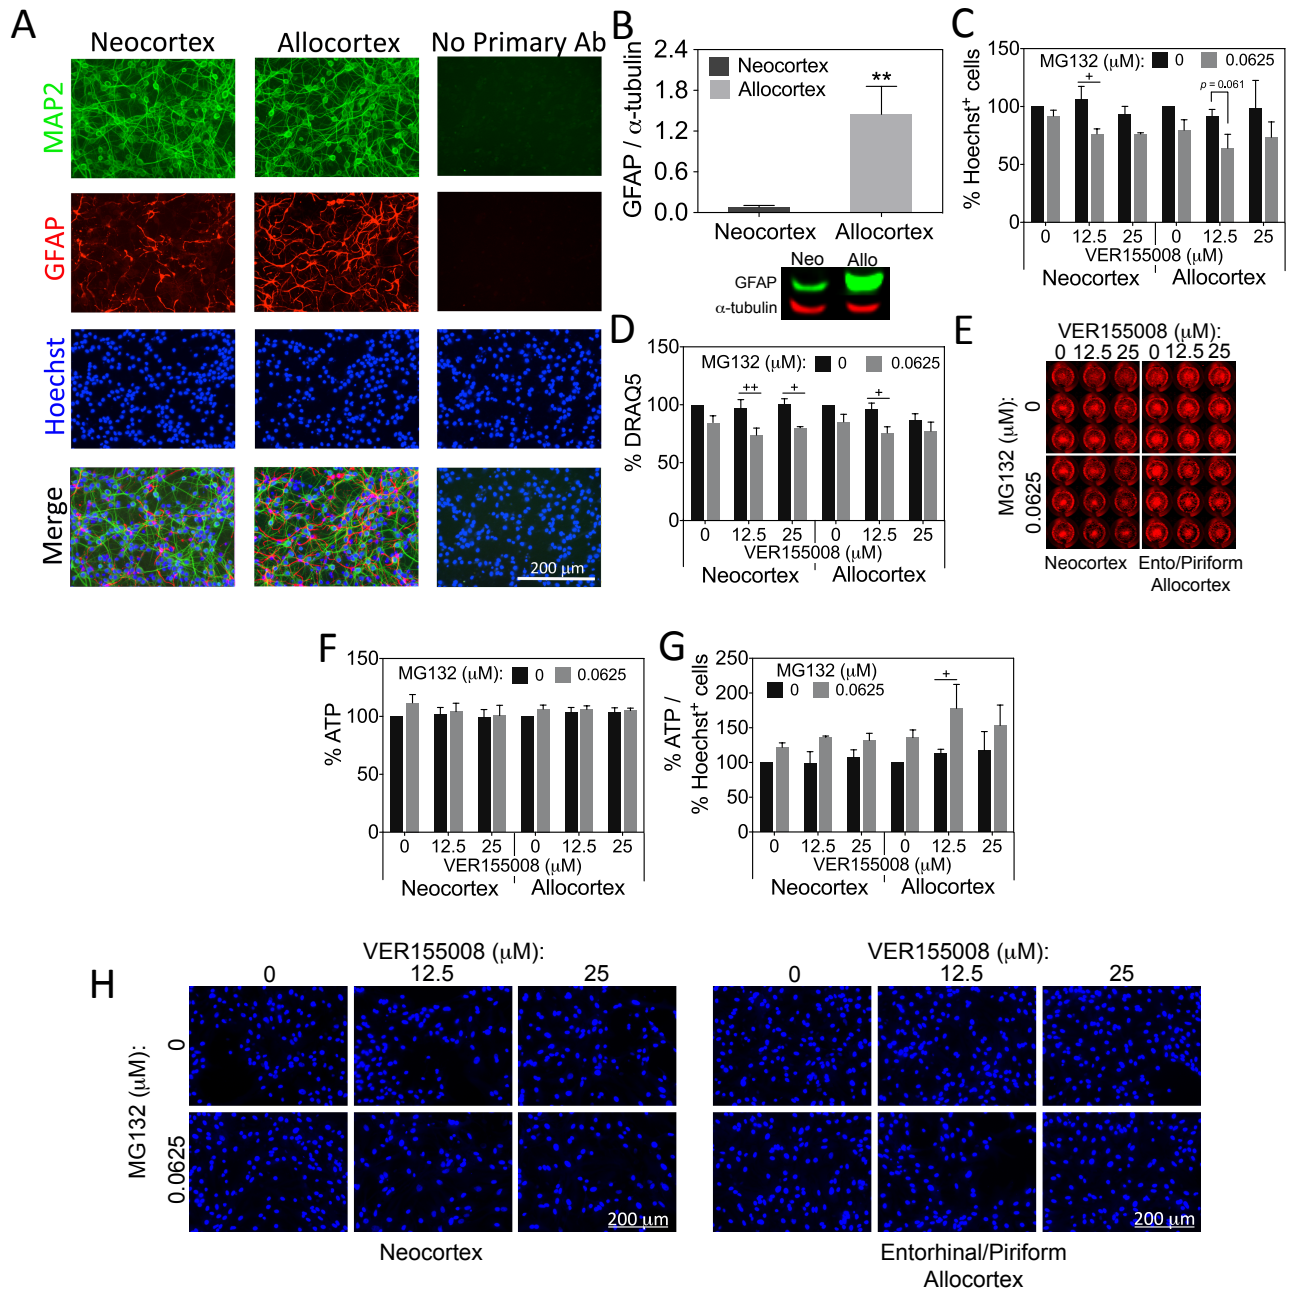 A
Neocortex Allocortex No Primary Ab
MAP2
GFAP
Hoechst
Merge
200 μm
B
GFAP / α-tubulin
2.4
1.8
1.2
0.6
0.0
Neocortex
Allocortex
**
Neocortex Allocortex
Neo Allo
GFAP
α-tubulin
C
% Hoechst⁺ cells
150
100
50
0
MG132 (μM): 0 0.0625
+
p = 0.061
0 12.5 25 0 12.5 25
VER155008 (μM)
Neocortex Allocortex
D
% DRAQ5
150
100
50
0
MG132 (μM): 0 0.0625
++ + +
0 12.5 25 0 12.5 25
VER155008 (μM)
Neocortex Allocortex
E
VER155008 (μM):
0 12.5 25 0 12.5 25
MG132 (μM):
0
0.0625
Neocortex Ento/Piriform
Allocortex
F
% ATP
150
100
50
0
MG132 (μM): 0 0.0625
0 12.5 25 0 12.5 25
VER155008 (μM)
Neocortex Allocortex
G
% ATP /
% Hoechst⁺ cells
250
200
150
100
50
0
MG132 (μM)
0 0.0625
+
0 12.5 25 0 12.5 25
VER155008 (μM)
Neocortex Allocortex
H
VER155008 (μM): VER155008 (μM):
0 12.5 25 0 12.5 25
MG132 (μM):
0
0.0625
200 μm 200 μm
Neocortex Entorhinal/Piriform
Allocortex